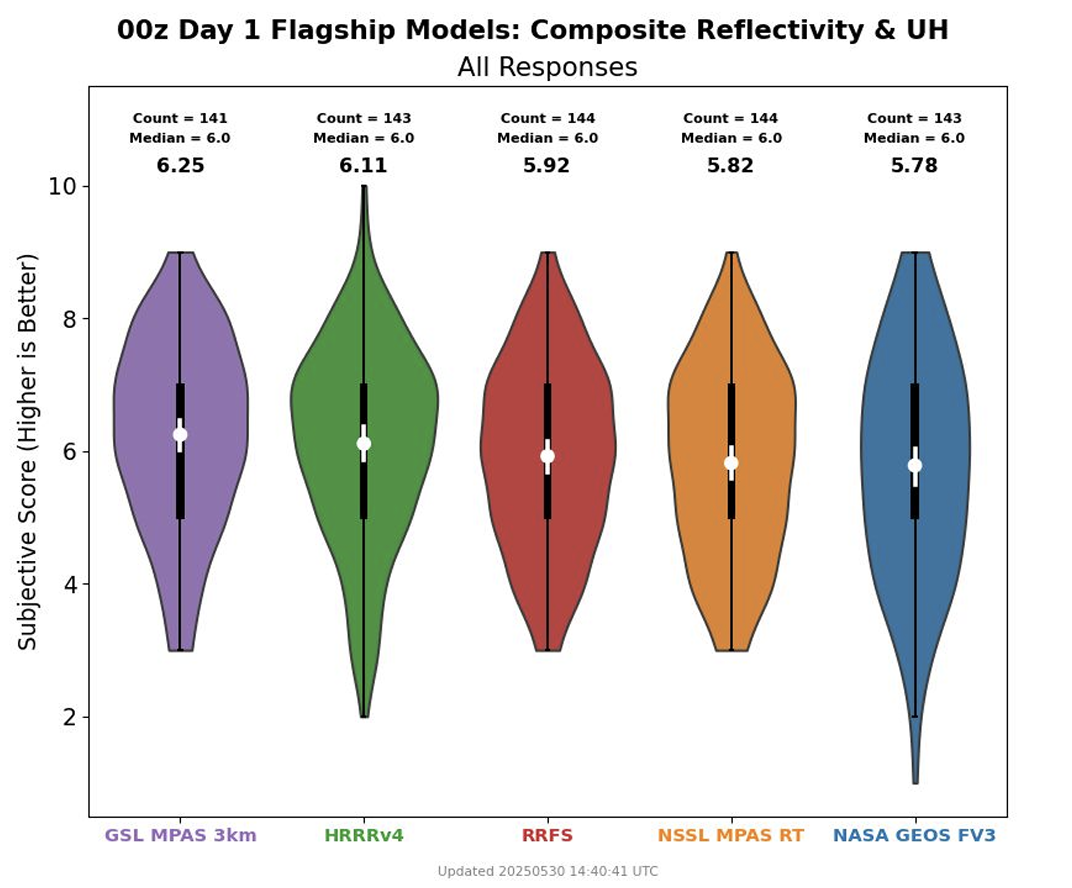 00z Day 1 Flagship Models: Composite Reflectivity & UH
All Responses
Count = 141 Count = 143 Count = 144 Count = 144 Count = 143
Median = 6.0 Median = 6.0 Median = 6.0 Median = 6.0 Median = 6.0
6.25 6.11 5.92 5.82 5.78
Subjective Score (Higher is Better)
10
8
6
4
2
GSL MPAS 3km HRRRv4 RRFS NSSL MPAS RT NASA GEOS FV3
Updated 20250530 14:40:41 UTC